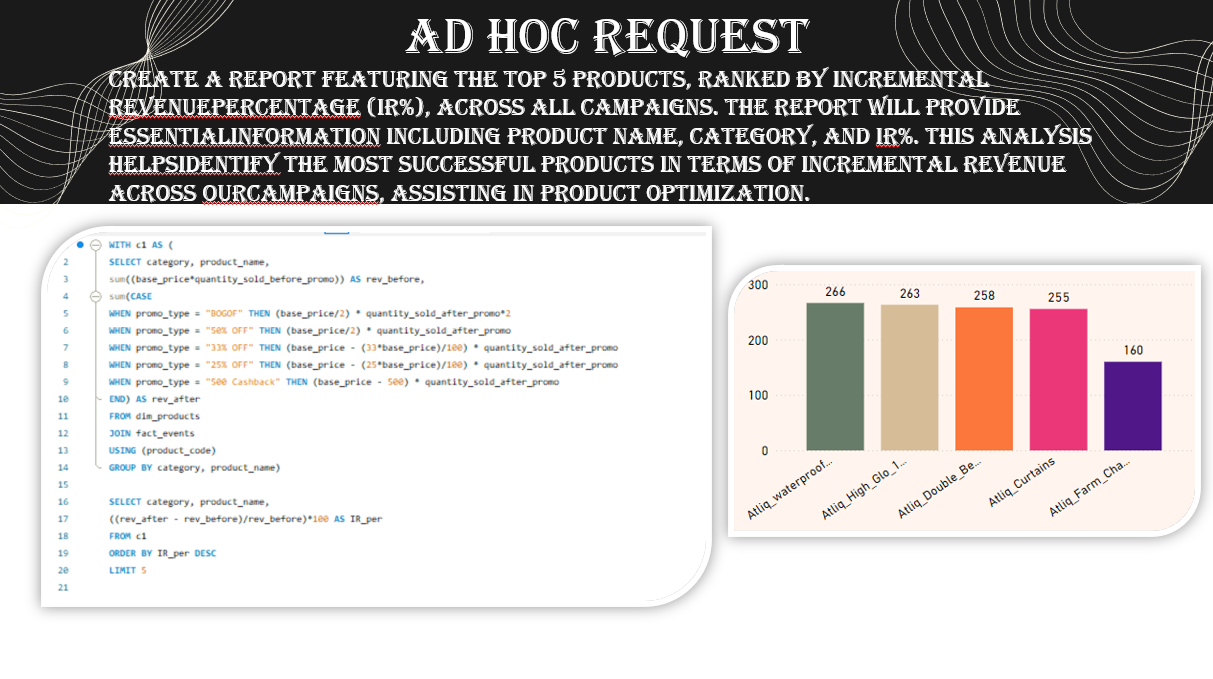 AD HOC REQUEST
CREATE A REPORT FEATURING THE TOP 5 PRODUCTS, RANKED BY INCREMENTAL
REVENUEPERCENTAGE (IR%), ACROSS ALL CAMPAIGNS. THE REPORT WILL PROVIDE
ESSENTIALINFORMATION INCLUDING PRODUCT NAME, CATEGORY, AND IR%. THIS ANALYSIS
HELPSIDENTIFY THE MOST SUCCESSFUL PRODUCTS IN TERMS OF INCREMENTAL REVENUE
ACROSS OURCAMPAIGNS, ASSISTING IN PRODUCT OPTIMIZATION.
WITH c1 AS (
2 SELECT category, product_name,
3 sum((base_price*quantity_sold_before_promo)) AS rev_before,
4 sum(CASE
5 WHEN promo_type = "BOGOF" THEN (base_price/2) * quantity_sold_after_promo*2
6 WHEN promo_type = "50% OFF" THEN (base_price/2) * quantity_sold_after_promo
7 WHEN promo_type = "33% OFF" THEN (base_price - (33*base_price)/100) * quantity_sold_after_promo
8 WHEN promo_type = "25% OFF" THEN (base_price - (25*base_price)/100) * quantity_sold_after_promo
9 WHEN promo_type = "500 Cashback" THEN (base_price - 500) * quantity_sold_after_promo
10 END) AS rev_after
11 FROM dim_products
12 JOIN fact_events
13 USING (product_code)
14 GROUP BY category, product_name)
15
16 SELECT category, product_name,
17 ((rev_after - rev_before)/rev_before)*100 AS IR_per
18 FROM c1
19 ORDER BY IR_per DESC
20 LIMIT 5
21
300
200
100
0
266
263
258
255
160
Atliq_waterproof...
Atliq_High_Glo_1...
Atliq_Double_Be...
Atliq_Curtains
Atliq_Farm_Cha...